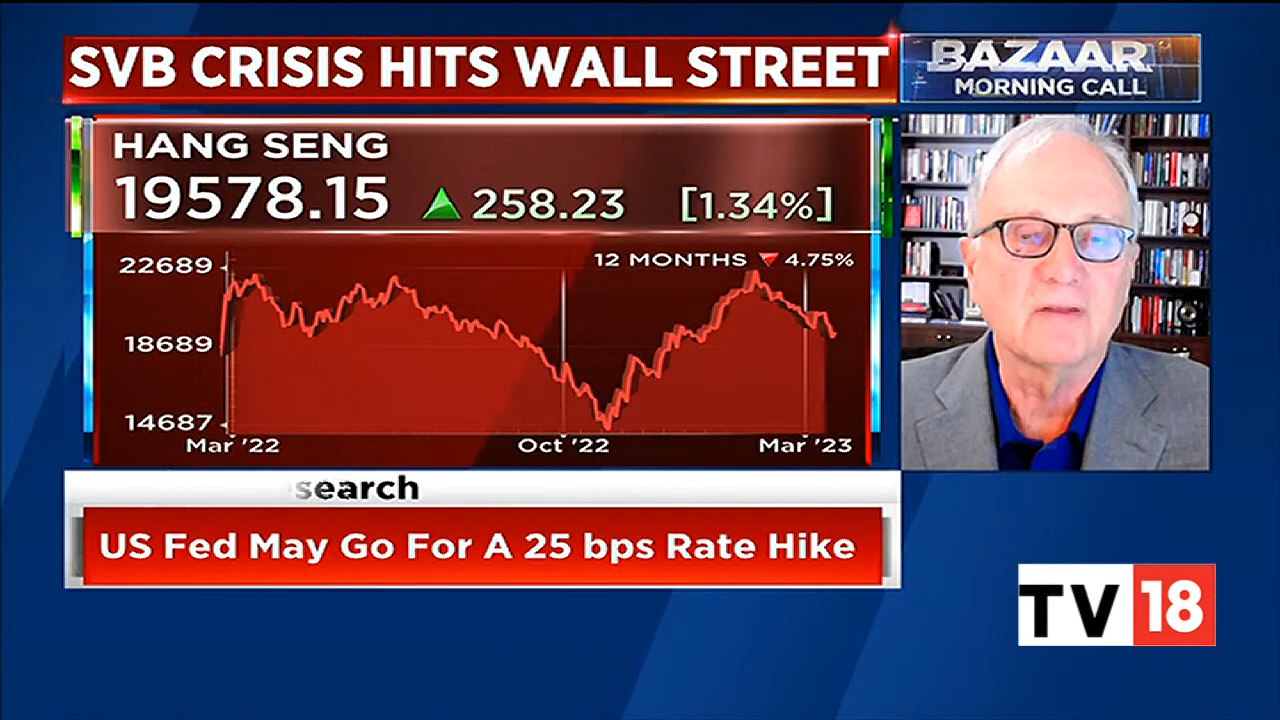 SVB CRISIS HITS WALL STREET
BAZAAR
MORNING CALL
HANG SENG
19578.15 ▲ 258.23 [1.34%]
12 MONTHS ▼ 4.75%
22689
18689
14687
Mar '22 Oct '22 Mar '23
search
US Fed May Go For A 25 bps Rate Hike
TV18